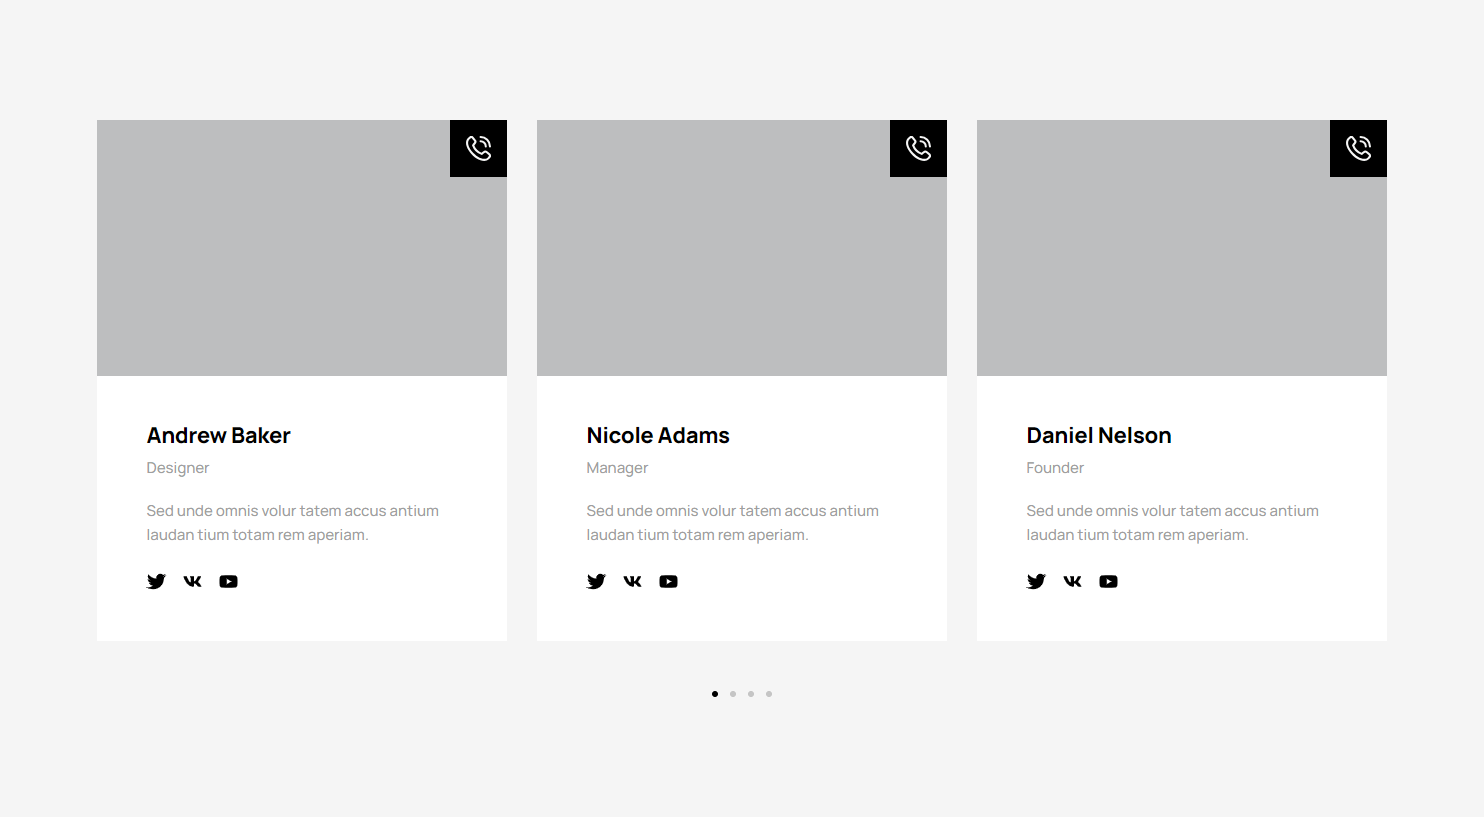 Andrew Baker
Designer
Sed unde omnis volur tatem accus antium
laudan tium totam rem aperiam.
Nicole Adams
Manager
Sed unde omnis volur tatem accus antium
laudan tium totam rem aperiam.
Daniel Nelson
Founder
Sed unde omnis volur tatem accus antium
laudan tium totam rem aperiam.